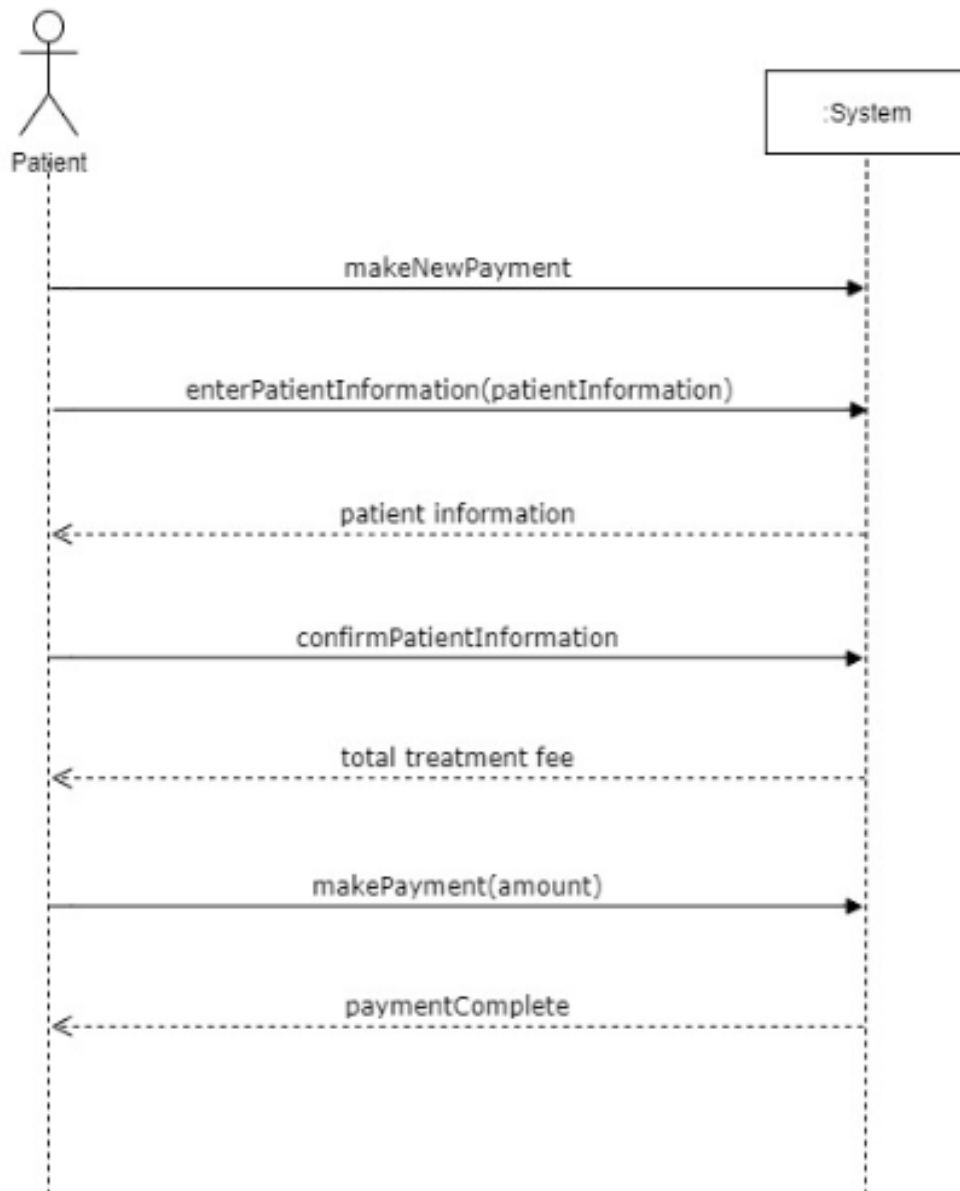 Patient
:System
makeNewPayment
enterPatientInformation(patientInformation)
patient information
confirmPatientInformation
total treatment fee
makePayment(amount)
paymentComplete